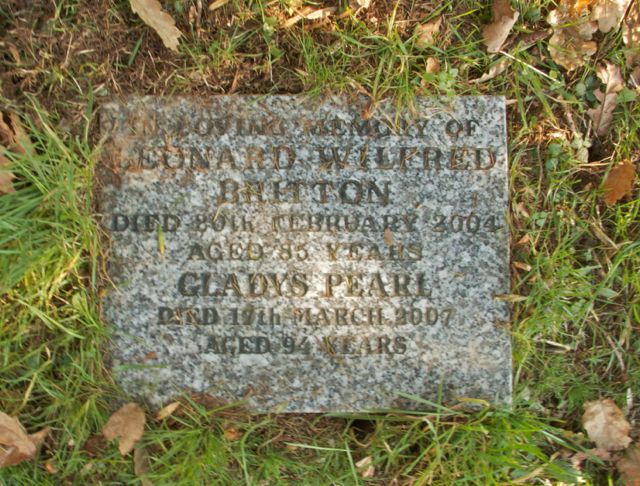 IN LOVING MEMORY OF
LEONARD WILFRED
BRITTON
DIED 20th FEBRUARY 2004
AGED YEARS
GLADYS PEARL
DIED 17th MARCH 2007
AGED 94 YEARS